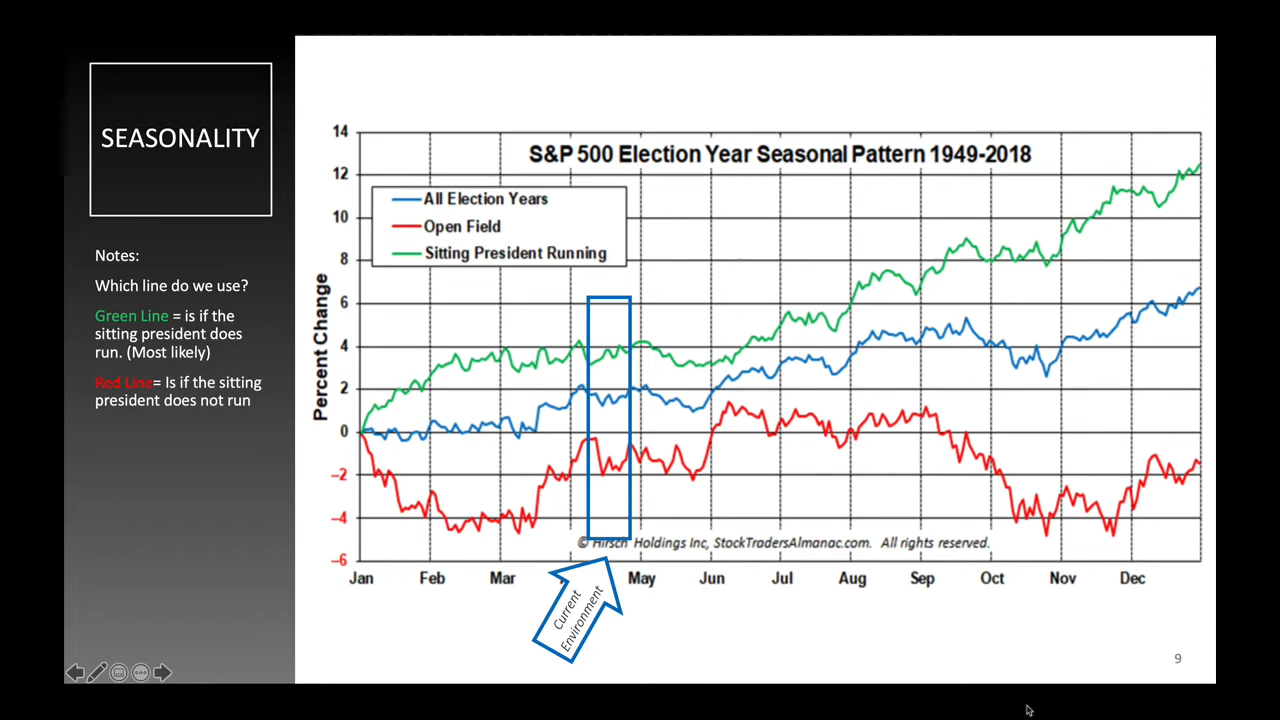 SEASONALITY
Notes:
Which line do we use?
Green Line = is if the
sitting president does
run. (Most likely)
Red Line= Is if the sitting
president does not run
S&P 500 Election Year Seasonal Pattern 1949-2018
All Election Years
Open Field
Sitting President Running
Percent Change
14
12
10
8
6
4
2
0
-2
-4
-6
© Hirsch Holdings Inc, StockTradersAlmanac.com. All rights reserved.
Jan Feb Mar May Jun Jul Aug Sep Oct Nov Dec
Current
Environment
9